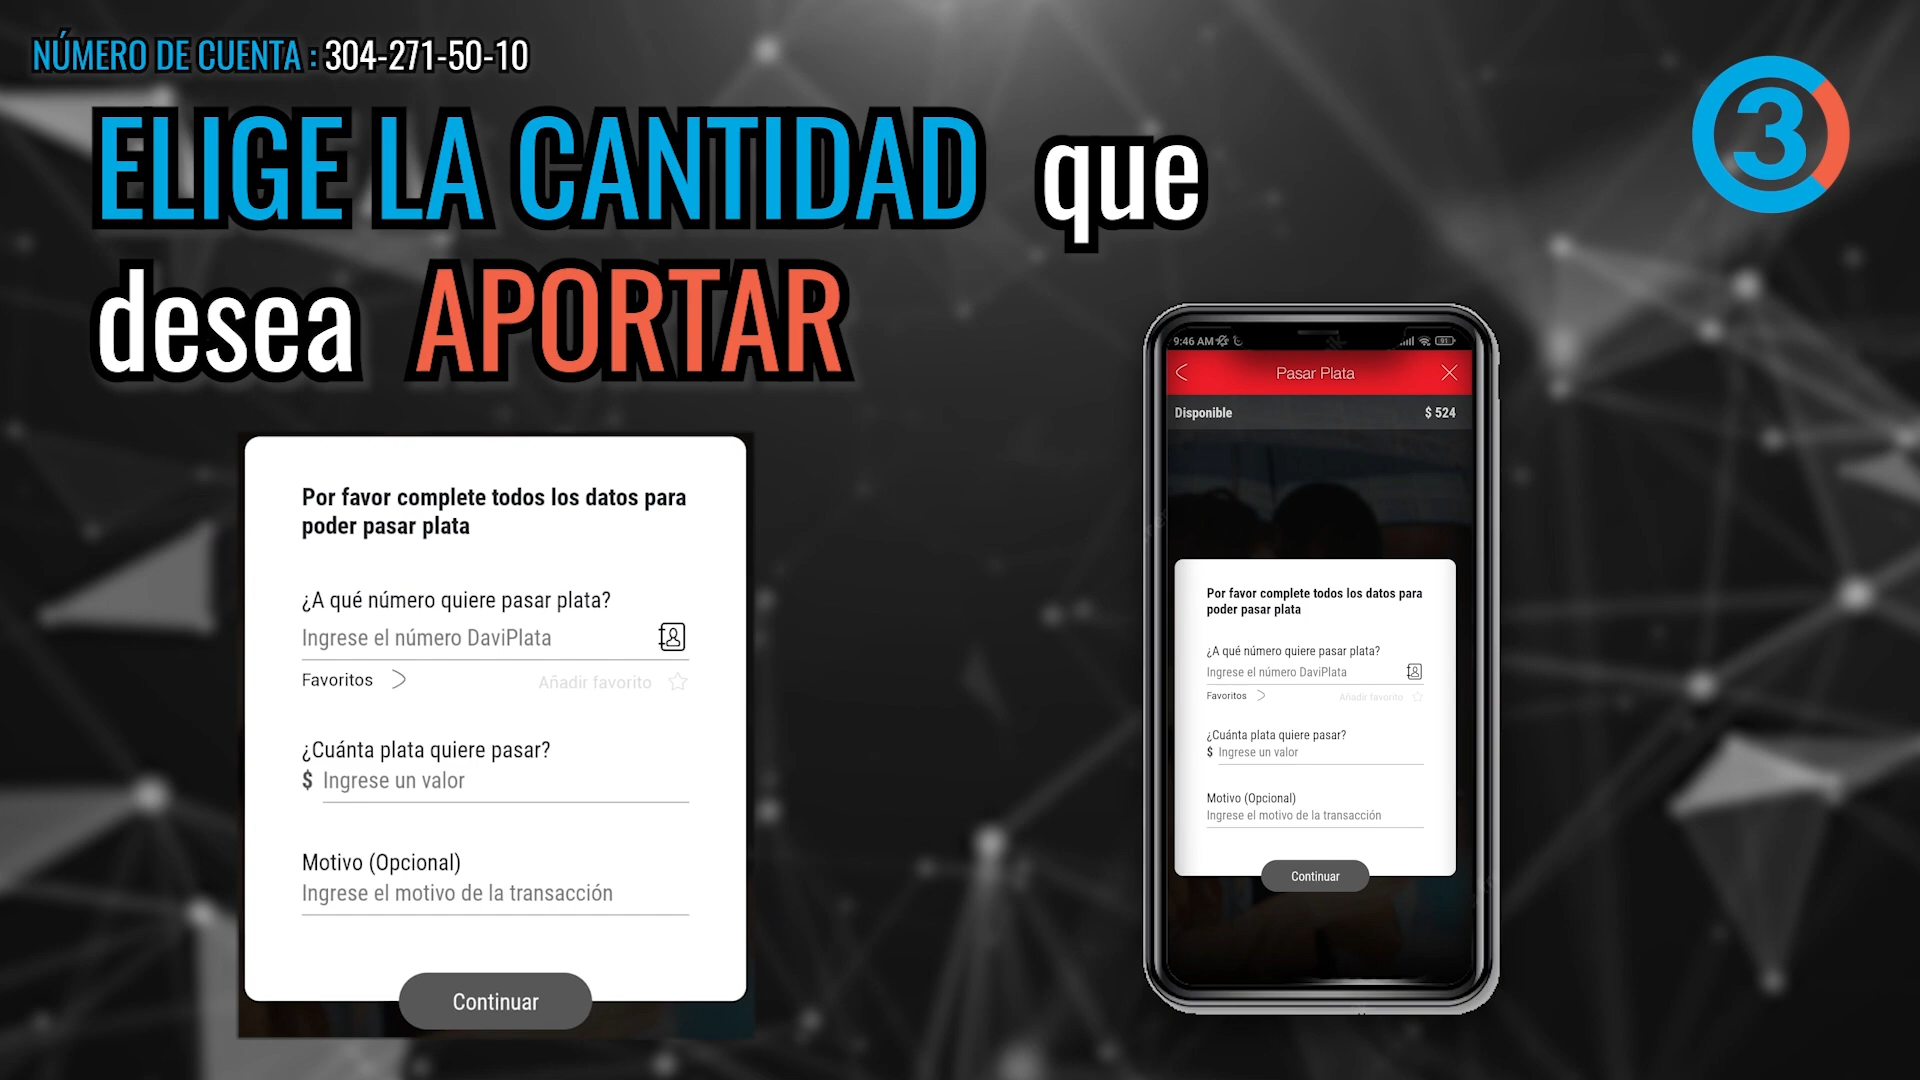 NÚMERO DE CUENTA : 304-271-50-10
ELIGE LA CANTIDAD que
desea APORTAR
3
Por favor complete todos los datos para
poder pasar plata
¿A qué número quiere pasar plata?
Ingrese el número DaviPlata
Favoritos
Añadir favorito
¿Cuánta plata quiere pasar?
$ Ingrese un valor
Motivo (Opcional)
Ingrese el motivo de la transacción
Continuar
9:46 AM
91
Pasar Plata
Disponible $ 524
Por favor complete todos los datos para
poder pasar plata
¿A qué número quiere pasar plata?
Ingrese el número DaviPlata
Favoritos
Añadir favorito
¿Cuánta plata quiere pasar?
$ Ingrese un valor
Motivo (Opcional)
Ingrese el motivo de la transacción
Continuar